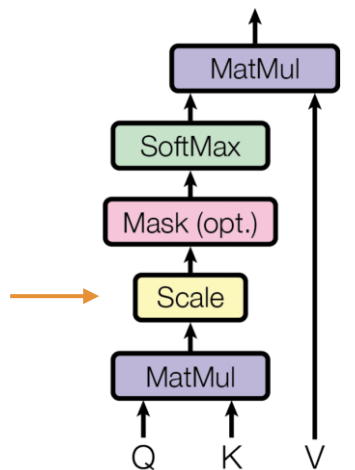 MatMul
SoftMax
Mask (opt.)
Scale
MatMul
Q K V